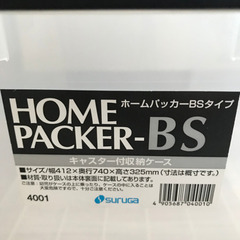 HOME
PACKER-BS
ホームパッカーBSタイプ
キャスター付収納ケース
■サイズ/幅412×奥行740×高さ325mm(寸法は概寸です。)
■材質・取り扱いは本体裏面に記載してあります。
4001
suruga
4905687040010